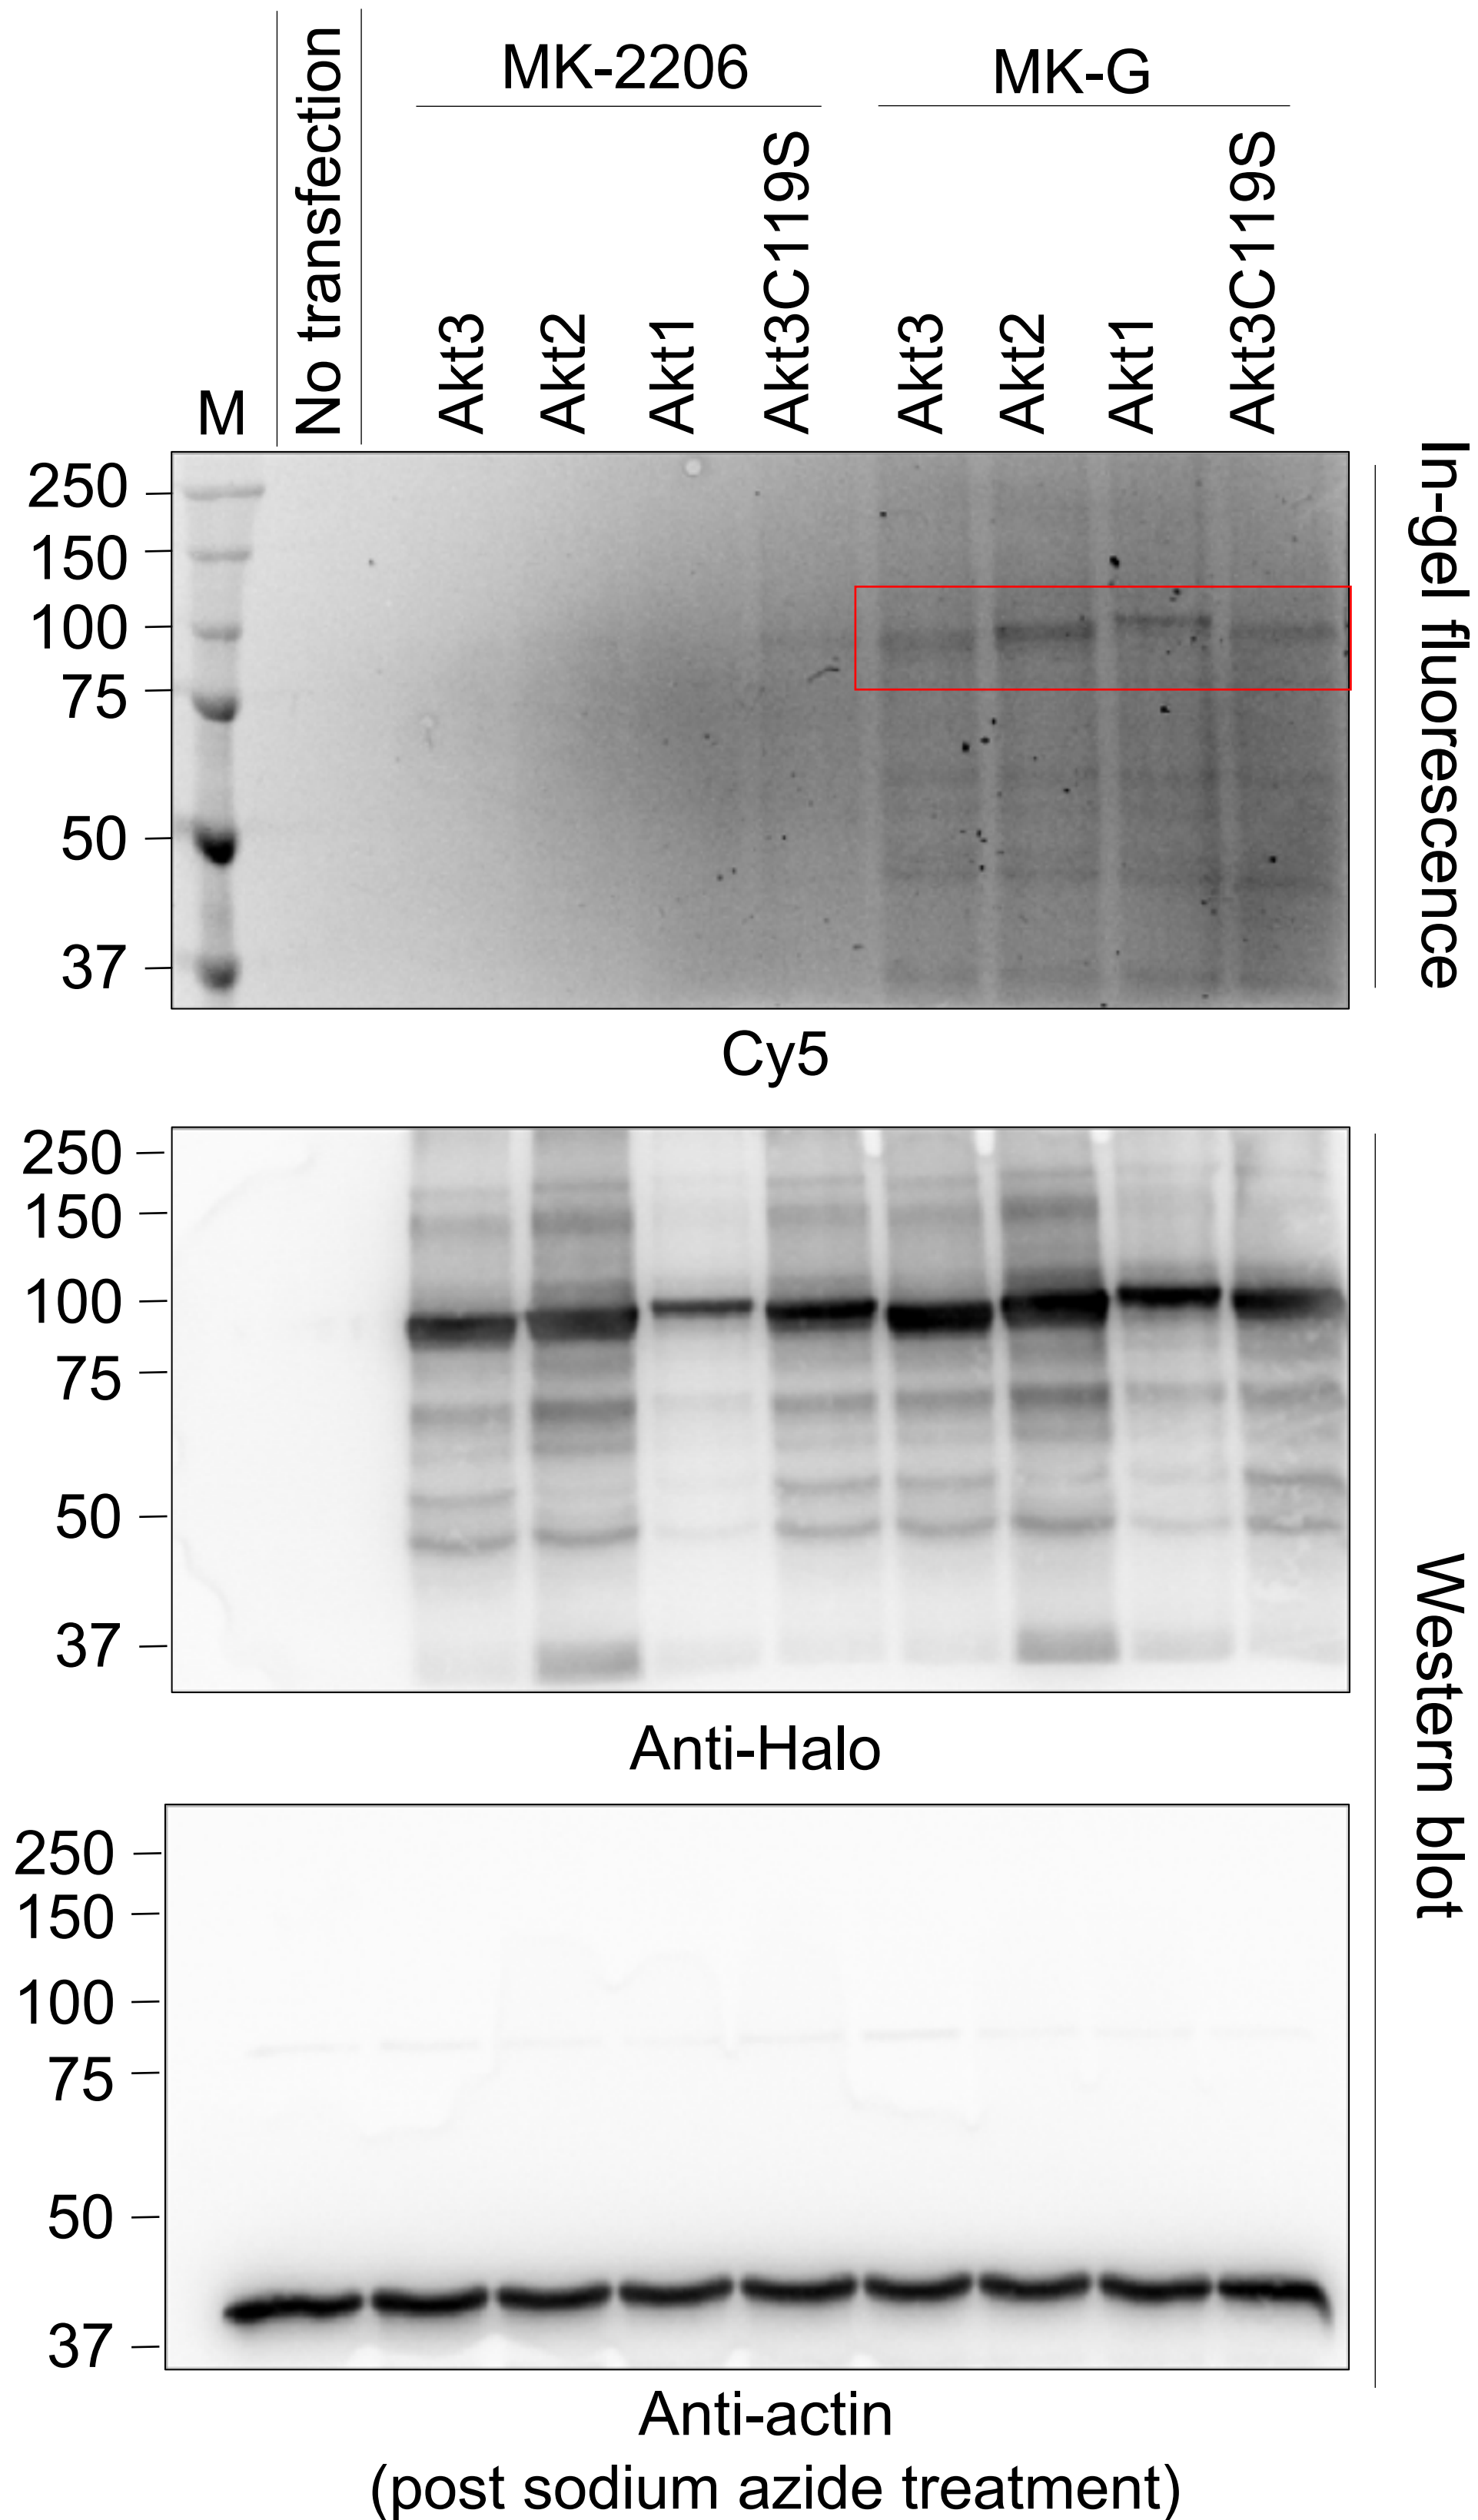 MK-2206
MK-G
M
No transfection
Akt3
Akt2
Akt1
Akt3C119S
Akt3
Akt2
Akt1
Akt3C119S
250
150
100
75
50
37
In-gel fluorescence
Cy5
250
150
100
75
50
37
Anti-Halo
Western blot
250
150
100
75
50
37
Anti-actin
(post sodium azide treatment)